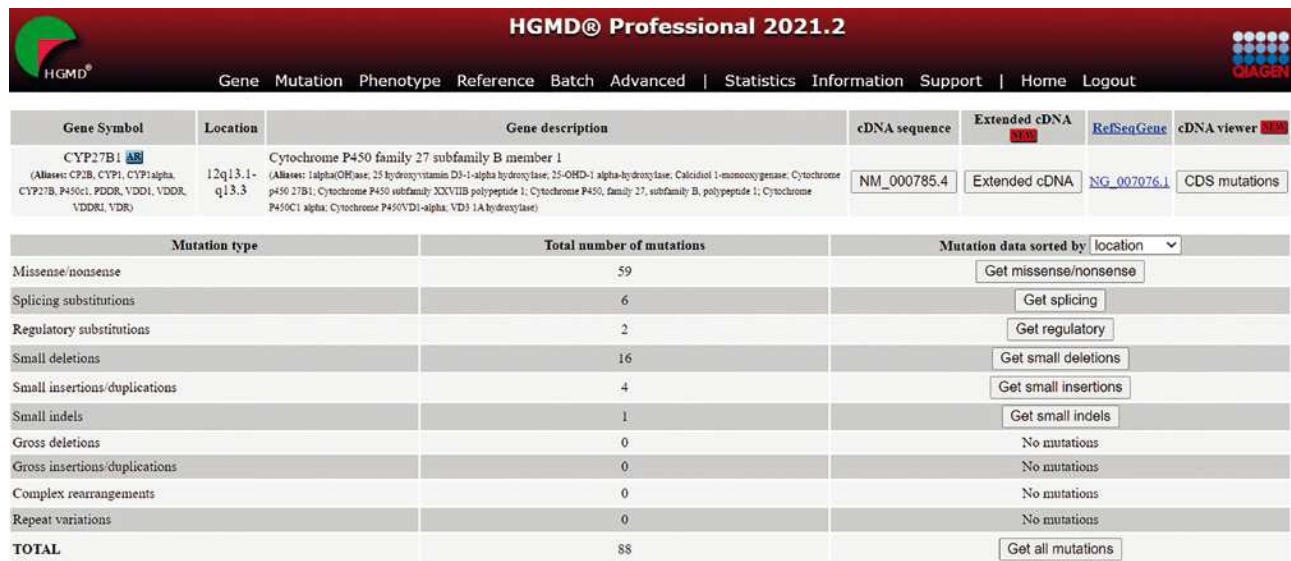 HGMD® Professional 2021.2
HGMD®
QIAGEN
Gene Mutation Phenotype Reference Batch Advanced | Statistics Information Support | Home Logout
Gene Symbol Location Gene description cDNA sequence Extended cDNA NEW RefSeqGene cDNA viewer NEW
CYP27B1 AR
(Aliases: CP2B, CYP1, CYP1alpha,
CYP27B, P450c1, PDDR, VDD1, VDDR,
VDDRI, VDR)
12q13.1-
q13.3
Cytochrome P450 family 27 subfamily B member 1
(Aliases: 1alpha(OH)ase; 25 hydroxyvitamin D3-1-alpha hydroxylase; 25-OHD-1 alpha-hydroxylase; Calcidiol 1-monooxygenase; Cytochrome
p450 27B1; Cytochrome P450 subfamily XXVIIB polypeptide 1; Cytochrome P450, family 27, subfamily B, polypeptide 1; Cytochrome
P450C1 alpha; Cytochrome P450VD1-alpha; VD3 1A hydroxylase)
NM_000785.4 Extended cDNA NG_007076.1 CDS mutations
Mutation type Total number of mutations Mutation data sorted by location
Missense/nonsense 59 Get missense/nonsense
Splicing substitutions 6 Get splicing
Regulatory substitutions 2 Get regulatory
Small deletions 16 Get small deletions
Small insertions/duplications 4 Get small insertions
Small indels 1 Get small indels
Gross deletions 0 No mutations
Gross insertions/duplications 0 No mutations
Complex rearrangements 0 No mutations
Repeat variations 0 No mutations
TOTAL 88 Get all mutations